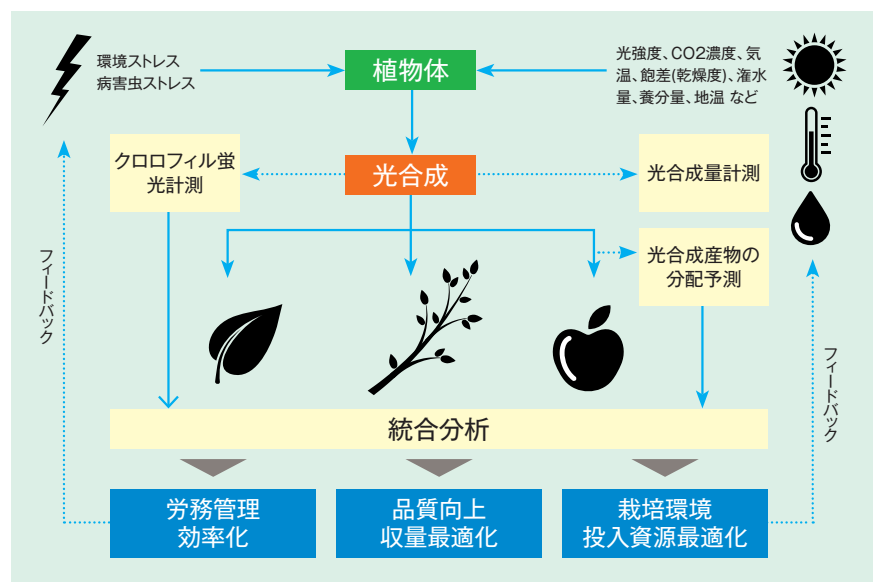 環境ストレス
病害虫ストレス
植物体
光強度、CO2濃度、気
温、飽差(乾燥度)、潅水
量、養分量、地温 など
クロロフィル蛍
光計測
光合成
光合成量計測
光合成産物の
分配予測
フィードバック
フィードバック
統合分析
労務管理
効率化
品質向上
収量最適化
栽培環境
投入資源最適化